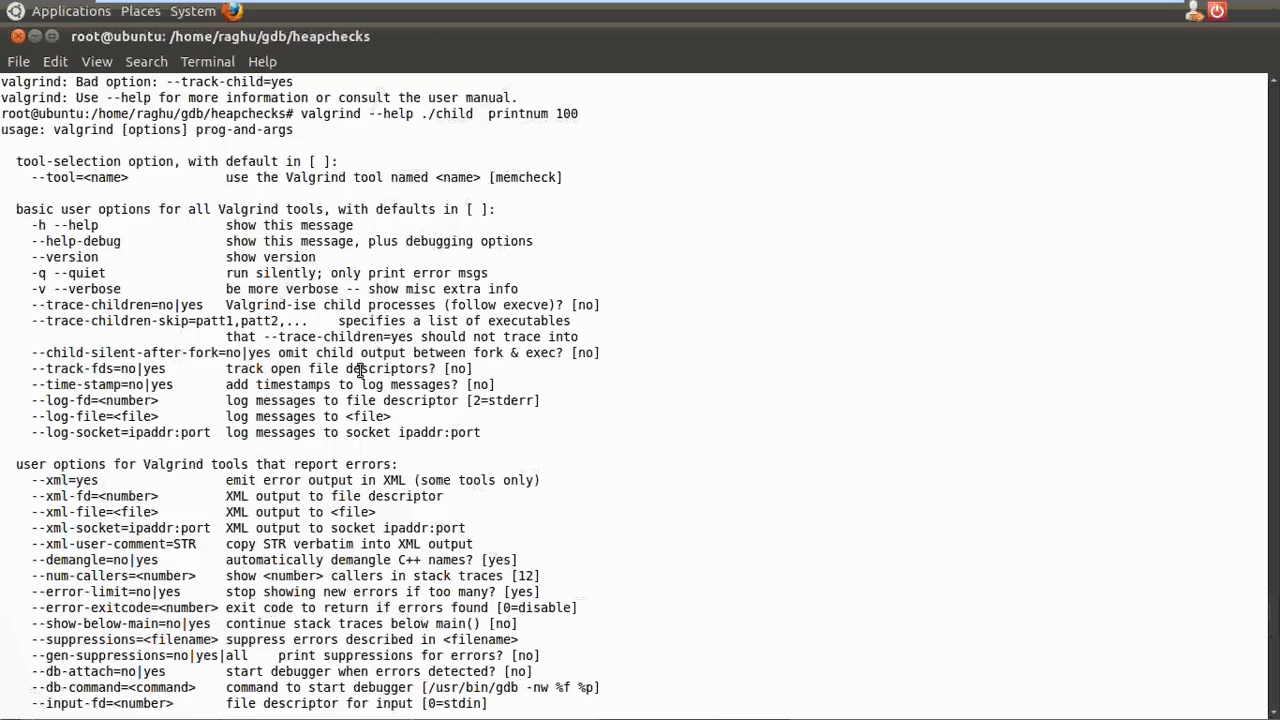 Applications Places System
root@ubuntu: /home/raghu/gdb/heapchecks
File Edit View Search Terminal Help
valgrind: Bad option: --track-child=yes
valgrind: Use --help for more information or consult the user manual.
root@ubuntu:/home/raghu/gdb/heapchecks# valgrind --help ./child  printnum 100
usage: valgrind [options] prog-and-args
tool-selection option, with default in [ ]:
--tool=<name>             use the Valgrind tool named <name> [memcheck]
basic user options for all Valgrind tools, with defaults in [ ]:
-h --help                 show this message
--help-debug              show this message, plus debugging options
--version                 show version
-q --quiet                run silently; only print error msgs
-v --verbose              be more verbose -- show misc extra info
--trace-children=no|yes   Valgrind-ise child processes (follow execve)? [no]
--trace-children-skip=patt1,patt2,...    specifies a list of executables
that --trace-children=yes should not trace into
--child-silent-after-fork=no|yes omit child output between fork & exec? [no]
--track-fds=no|yes        track open file descriptors? [no]
--time-stamp=no|yes       add timestamps to log messages? [no]
--log-fd=<number>         log messages to file descriptor [2=stderr]
--log-file=<file>         log messages to <file>
--log-socket=ipaddr:port  log messages to socket ipaddr:port
user options for Valgrind tools that report errors:
--xml=yes                 emit error output in XML (some tools only)
--xml-fd=<number>         XML output to file descriptor
--xml-file=<file>         XML output to <file>
--xml-socket=ipaddr:port  XML output to socket ipaddr:port
--xml-user-comment=STR    copy STR verbatim into XML output
--demangle=no|yes         automatically demangle C++ names? [yes]
--num-callers=<number>    show <number> callers in stack traces [12]
--error-limit=no|yes      stop showing new errors if too many? [yes]
--error-exitcode=<number> exit code to return if errors found [0=disable]
--show-below-main=no|yes  continue stack traces below main() [no]
--suppressions=<filename> suppress errors described in <filename>
--gen-suppressions=no|yes|all    print suppressions for errors? [no]
--db-attach=no|yes        start debugger when errors detected? [no]
--db-command=<command>    command to start debugger [/usr/bin/gdb -nw %f %p]
--input-fd=<number>       file descriptor for input [0=stdin]